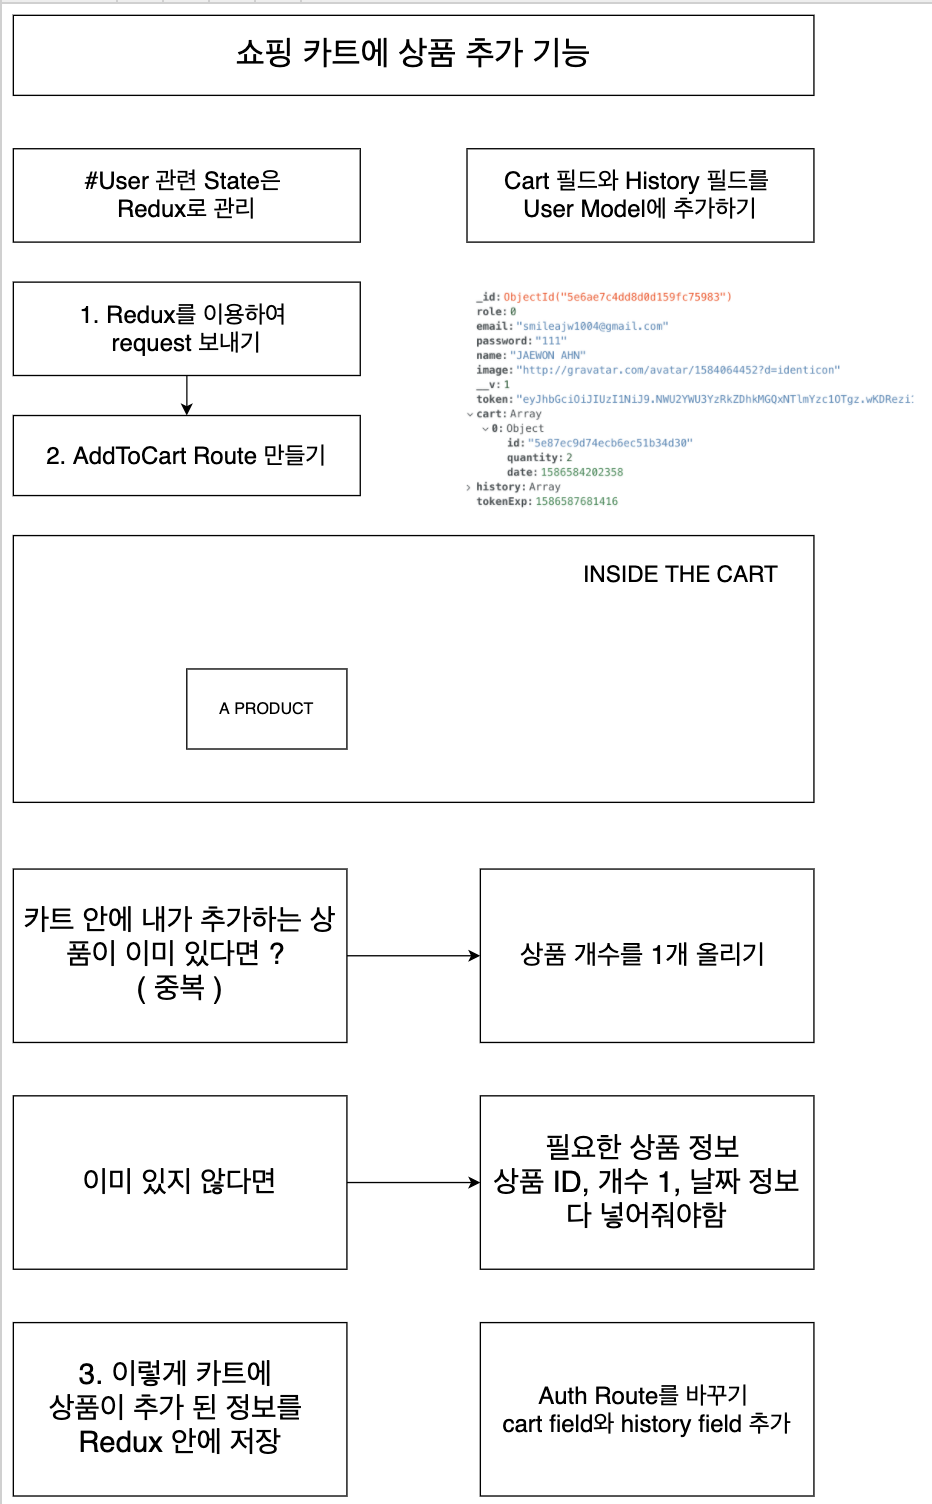 쇼핑 카트에 상품 추가 기능
#User 관련 State은
Redux로 관리
Cart 필드와 History 필드를
User Model에 추가하기
1. Redux를 이용하여
request 보내기
2. AddToCart Route 만들기
_id: ObjectId("5e6ae7c4dd8d0d159fc75983")
role: 0
email: "smileajw1004@gmail.com"
password: "111"
name: "JAEWON AHN"
image: "http://gravatar.com/avatar/1584064452?d=identicon"
__v: 1
token: "eyJhbGciOiJIUzI1NiJ9.NWU2YWU3YzRkZDhkMGQxNTlmYzc1OTgz.wKDRezi
cart: Array
0: Object
id: "5e87ec9d74ecb6ec51b34d30"
quantity: 2
date: 1586584202358
history: Array
tokenExp: 1586587681416
INSIDE THE CART
A PRODUCT
카트 안에 내가 추가하는 상
품이 이미 있다면 ?
( 중복 )
상품 개수를 1개 올리기
이미 있지 않다면
필요한 상품 정보
상품 ID, 개수 1, 날짜 정보
다 넣어줘야함
3. 이렇게 카트에
상품이 추가 된 정보를
Redux 안에 저장
Auth Route를 바꾸기
cart field와 history field 추가